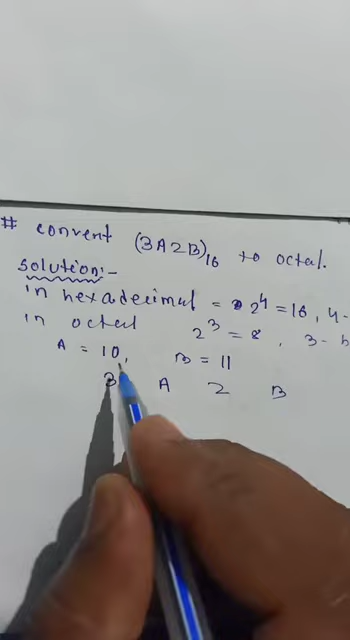 # convent (3A2B)16 to octal.
Solution:-
in hexadecimal = 2^4 = 16, 4-
in octal 2^3 = 8, 3- b
A = 10, B = 11
3 A 2 B